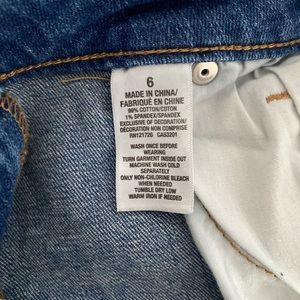 6
MADE IN CHINA/
FABRIQUÉ EN CHINE
99% COTTON/COTON
1% SPANDEX/SPANDEX
EXCLUSIVE OF DECORATION/
DÉCORATION NON COMPRISE
RN121726 CA53201
WASH ONCE BEFORE
WEARING
TURN GARMENT INSIDE OUT
MACHINE WASH COLD
SEPARATELY
ONLY NON-CHLORINE BLEACH
WHEN NEEDED
TUMBLE DRY LOW
WARM IRON IF NEEDED